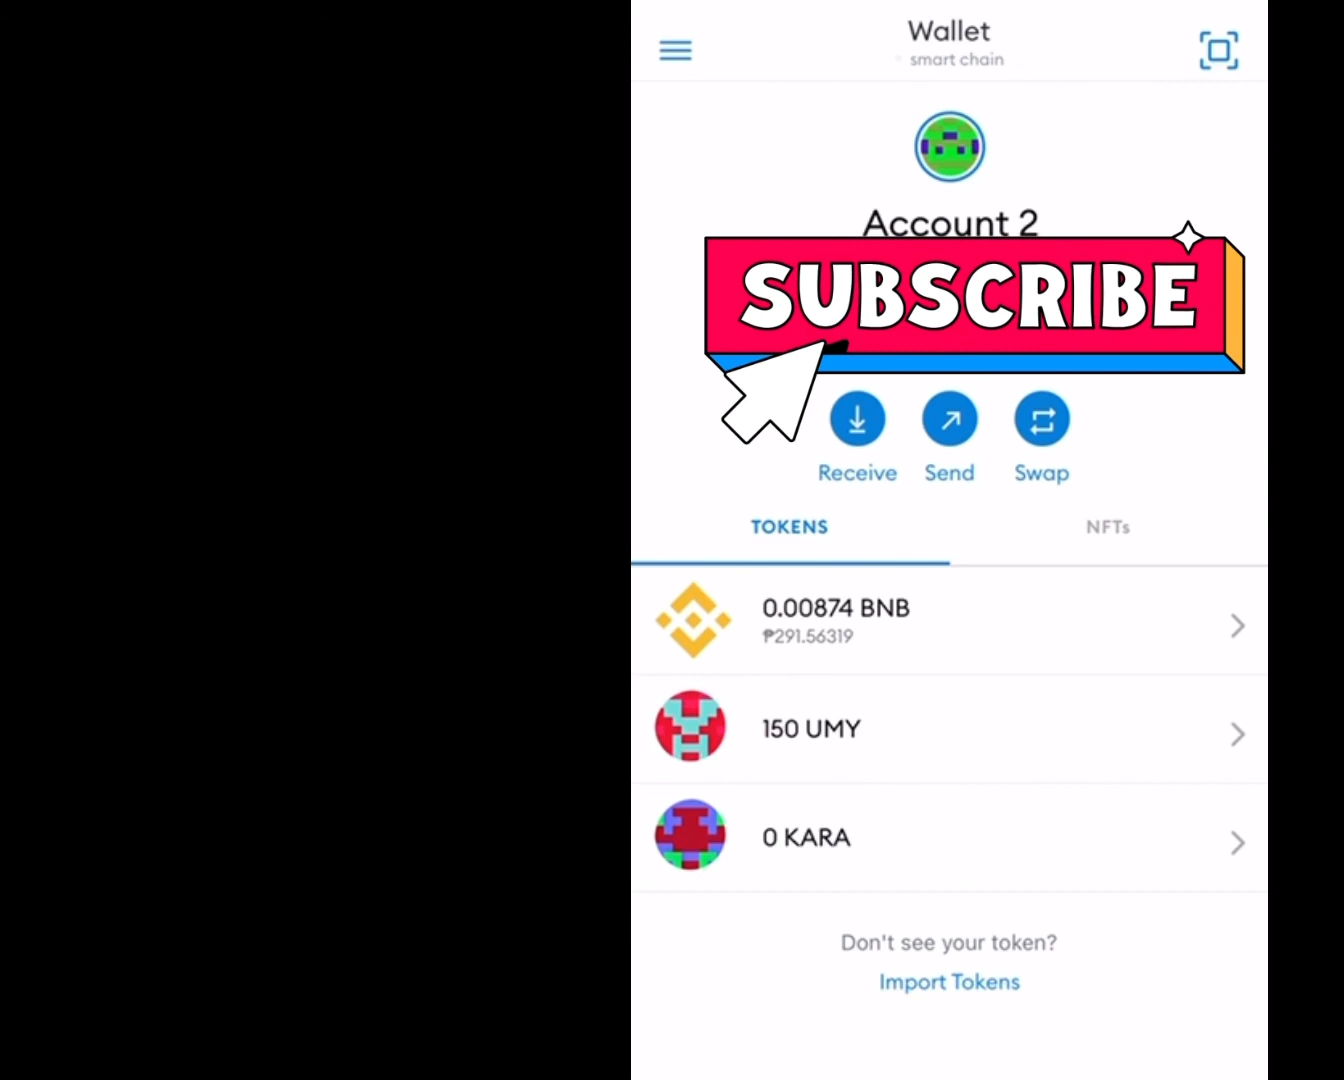 Wallet
smart chain
Account 2
SUBSCRIBE
Receive Send Swap
TOKENS NFTs
0.00874 BNB
₱291.56319
150 UMY
0 KARA
Don't see your token?
Import Tokens